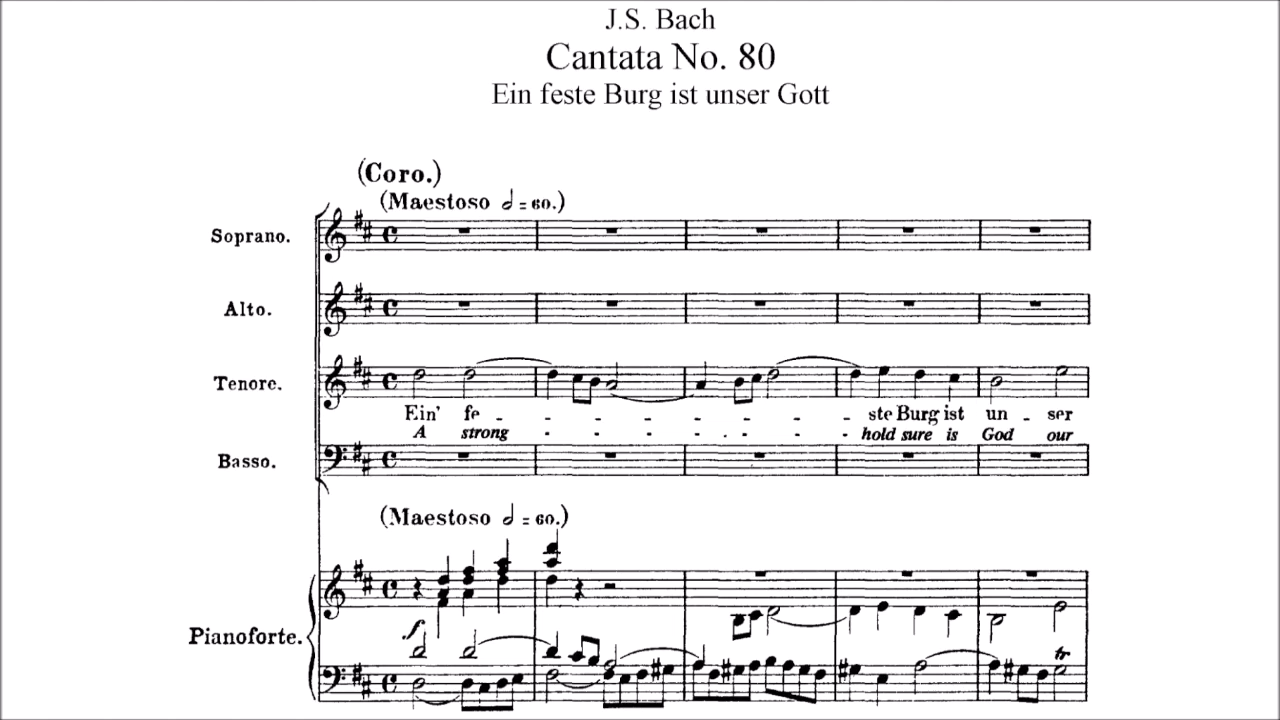 J.S. Bach
Cantata No. 80
Ein feste Burg ist unser Gott
(Coro.)
(Maestoso 𝅗𝅥 = 60.)
Soprano.
Alto.
Tenore.
Ein' fe - - - - - - - - ste Burg ist un - ser
A strong - - - - - - - hold sure is God our
Basso.
(Maestoso 𝅗𝅥 = 60.)
f
tr
Pianoforte.